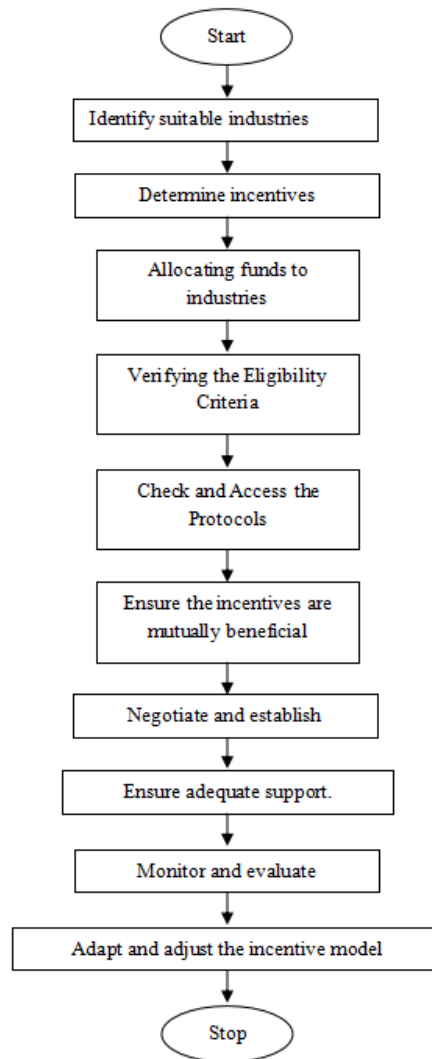 Start
Identify suitable industries
Determine incentives
Allocating funds to
industries
Verifying the Eligibility
Criteria
Check and Access the
Protocols
Ensure the incentives are
mutually beneficial
Negotiate and establish
Ensure adequate support.
Monitor and evaluate
Adapt and adjust the incentive model
Stop